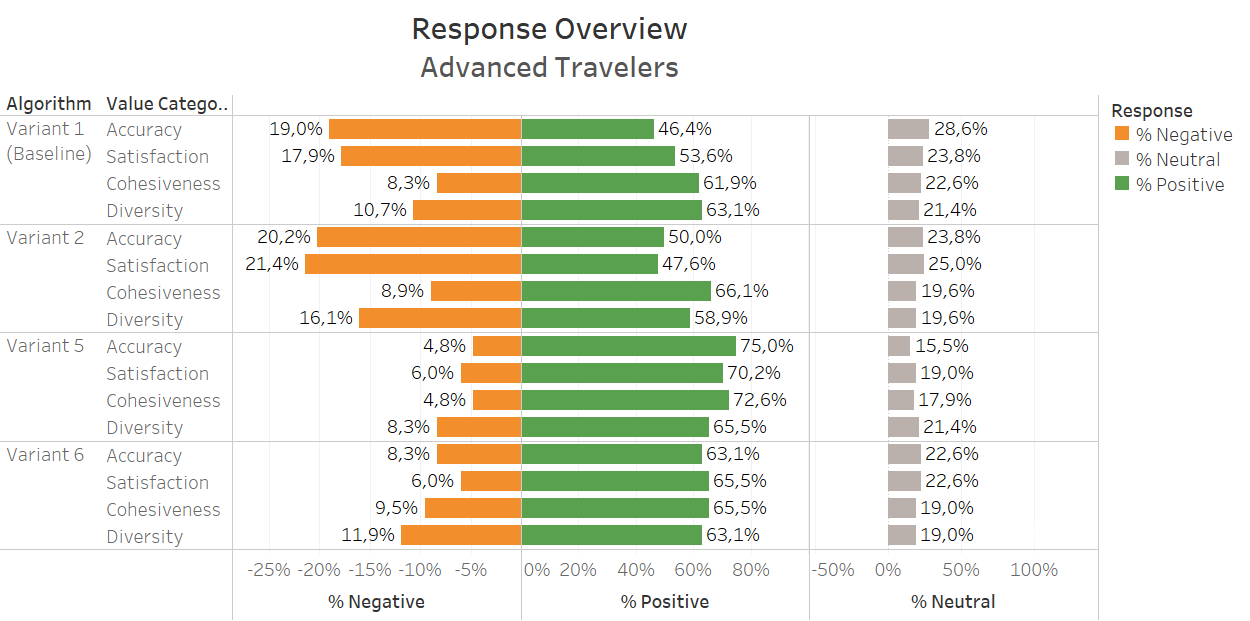 Response Overview
Advanced Travelers
Algorithm Value Catego..
Response
% Negative
% Neutral
% Positive
Variant 1 Accuracy 19,0% 46,4% 28,6%
(Baseline) Satisfaction 17,9% 53,6% 23,8%
Cohesiveness 8,3% 61,9% 22,6%
Diversity 10,7% 63,1% 21,4%
Variant 2 Accuracy 20,2% 50,0% 23,8%
Satisfaction 21,4% 47,6% 25,0%
Cohesiveness 8,9% 66,1% 19,6%
Diversity 16,1% 58,9% 19,6%
Variant 5 Accuracy 4,8% 75,0% 15,5%
Satisfaction 6,0% 70,2% 19,0%
Cohesiveness 4,8% 72,6% 17,9%
Diversity 8,3% 65,5% 21,4%
Variant 6 Accuracy 8,3% 63,1% 22,6%
Satisfaction 6,0% 65,5% 22,6%
Cohesiveness 9,5% 65,5% 19,0%
Diversity 11,9% 63,1% 19,0%
-25% -20% -15% -10% -5% 0% 20% 40% 60% 80% -50% 0% 50% 100%
% Negative % Positive % Neutral